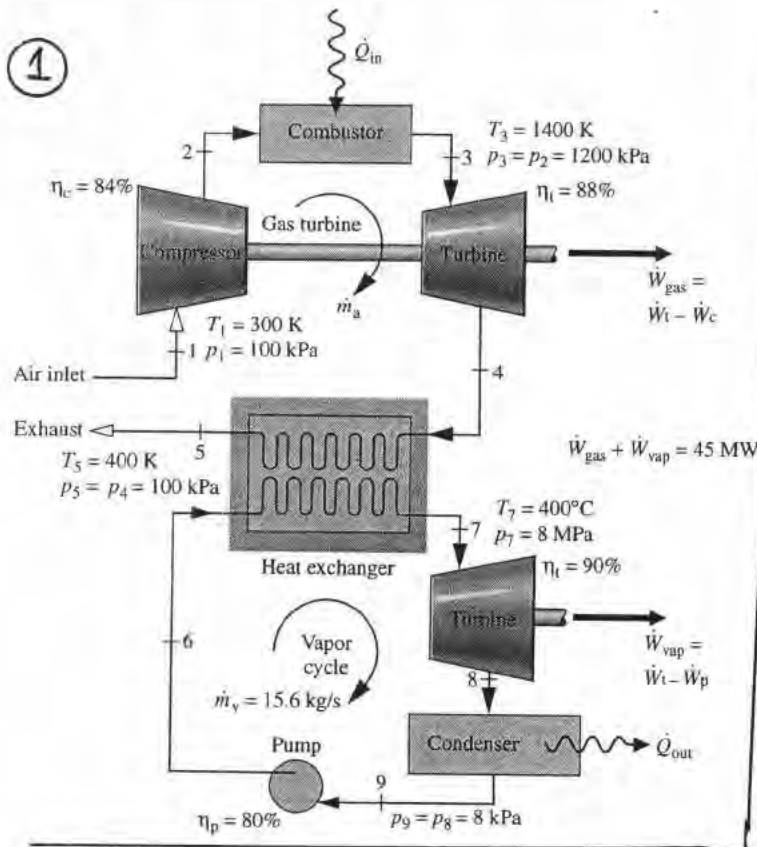 1
Q̇in
Combustor
2
3
T3 = 1400 K
p3 = p2 = 1200 kPa
ηc = 84%
ηt = 88%
Gas turbine
Compressor
Turbine
ṁa
Ẇgas =
Ẇt – Ẇc
T1 = 300 K
1
p1 = 100 kPa
Air inlet
4
Exhaust
5
T5 = 400 K
p5 = p4 = 100 kPa
Ẇgas + Ẇvap = 45 MW
T7 = 400°C
7
p7 = 8 MPa
Heat exchanger
ηt = 90%
Turbine
6
Vapor
cycle
ṁv = 15.6 kg/s
Ẇvap =
Ẇt – Ẇp
8
Pump
Condenser
Q̇out
9
ηp = 80%
p9 = p8 = 8 kPa